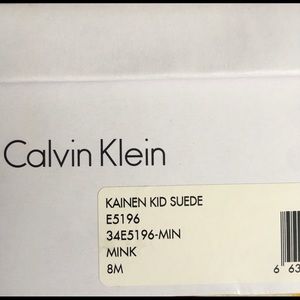 Calvin Klein
KAINEN KID SUEDE
E5196
34E5196-MIN
MINK
8M
6 63